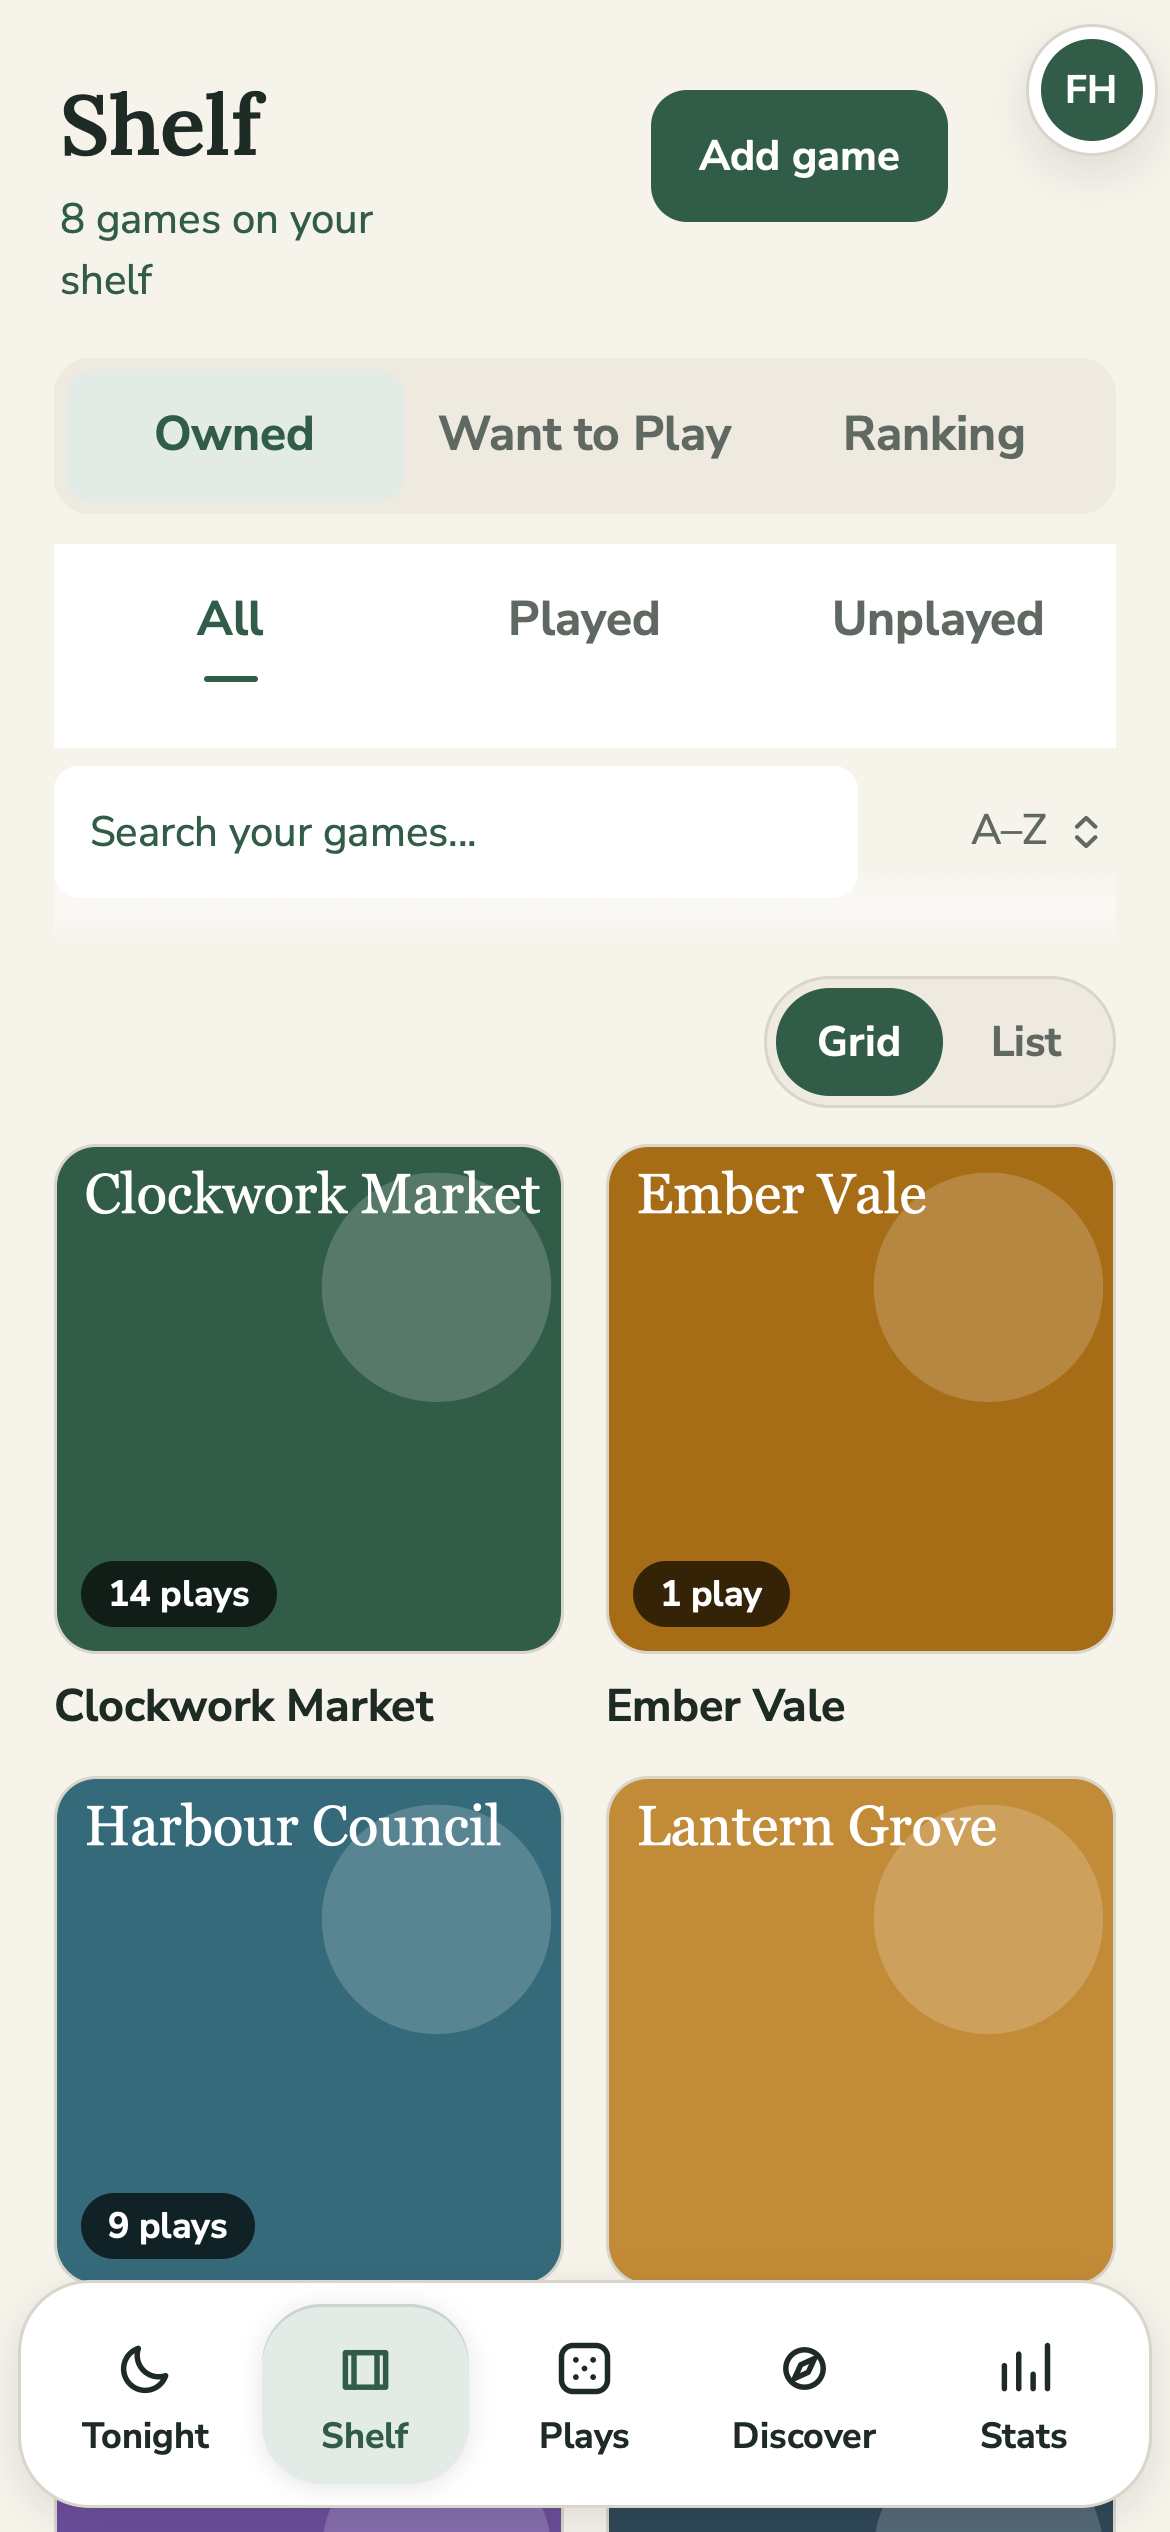 Shelf
FH
Add game
8 games on your
shelf
Owned
Want to Play
Ranking
All
Played
Unplayed
Search your games...
A–Z
Grid
List
Clockwork Market
Ember Vale
14 plays
1 play
Clockwork Market
Ember Vale
Harbour Council
Lantern Grove
9 plays
Tonight
Shelf
Plays
Discover
Stats